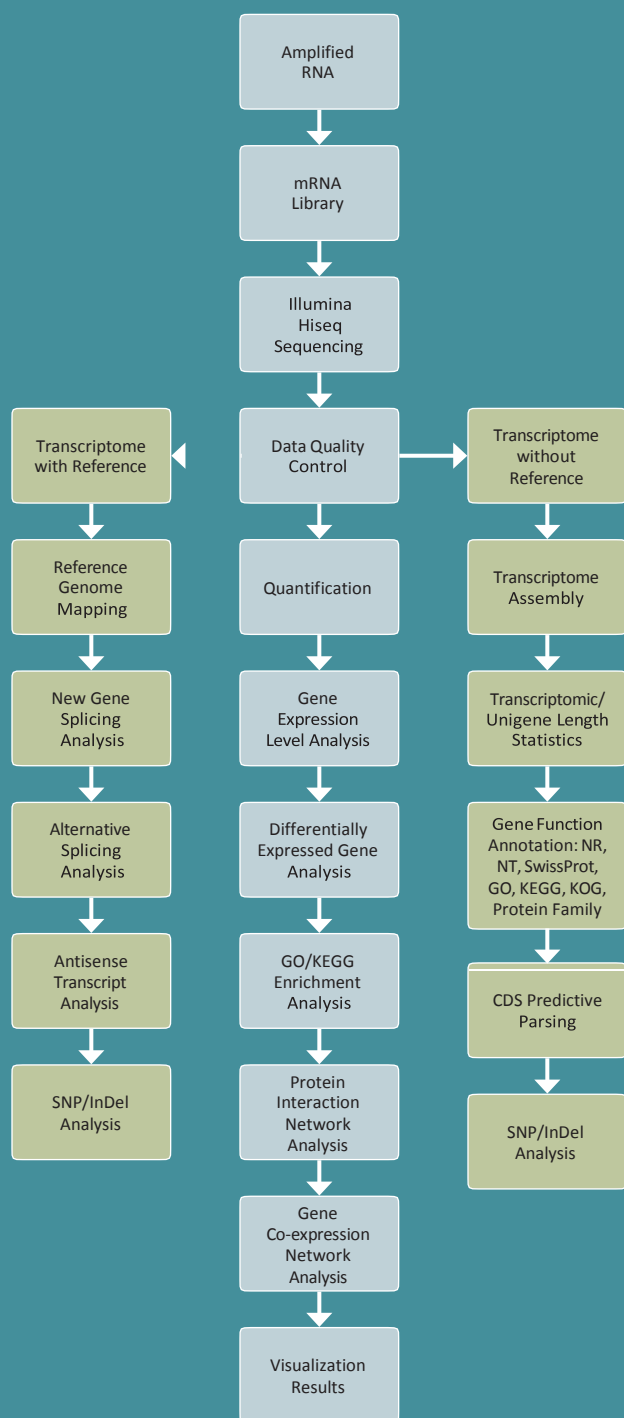 Amplified
RNA
mRNA
Library
Illumina
Hiseq
Sequencing
Data Quality
Control
Transcriptome
with Reference
Reference
Genome
Mapping
New Gene
Splicing
Analysis
Alternative
Splicing
Analysis
Antisense
Transcript
Analysis
SNP/InDel
Analysis
Quantification
Gene
Expression
Level Analysis
Differentially
Expressed Gene
Analysis
GO/KEGG
Enrichment
Analysis
Protein
Interaction
Network
Analysis
Gene
Co-expression
Network
Analysis
Visualization
Results
Transcriptome
without
Reference
Transcriptome
Assembly
Transcriptomic/
Unigene Length
Statistics
Gene Function
Annotation: NR,
NT, SwissProt,
GO, KEGG, KOG,
Protein Family
CDS Predictive
Parsing
SNP/InDel
Analysis